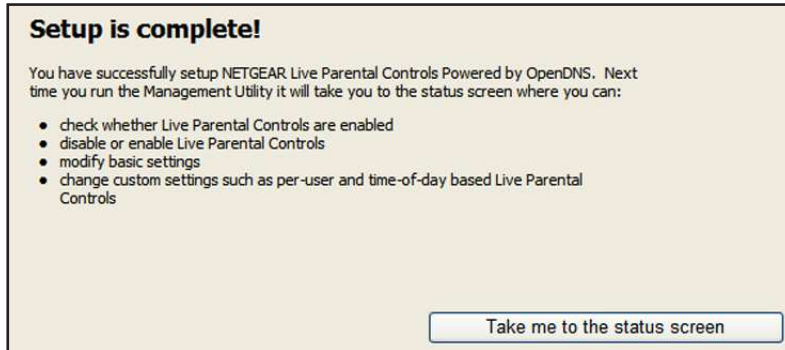 Setup is complete!
You have successfully setup NETGEAR Live Parental Controls Powered by OpenDNS. Next
time you run the Management Utility it will take you to the status screen where you can:
• check whether Live Parental Controls are enabled
• disable or enable Live Parental Controls
• modify basic settings
• change custom settings such as per-user and time-of-day based Live Parental
Controls
Take me to the status screen